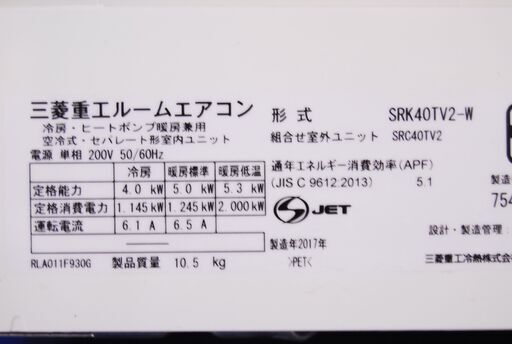 三菱重工ルームエアコン
冷房・ヒートポンプ暖房兼用
空冷式・セパレート形室内ユニット
電源 単相 200V 50/60Hz
冷房 暖房標準 暖房低温
定格能力 4.0 kW 5.0 kW 5.3 kW
定格消費電力 1.145 kW 1.245 kW 2.000 kW
運転電流 6.1 A 6.5 A
RLA011F930G 製品質量 10.5 kg
形式 SRK40TV2-W
組合せ室外ユニット SRC40TV2
通年エネルギー消費効率(APF)
(JIS C 9612:2013) 5.1
JET
製造年2017年
>PET<
製造
754
設計・製造管理:
三菱重工冷熱株式